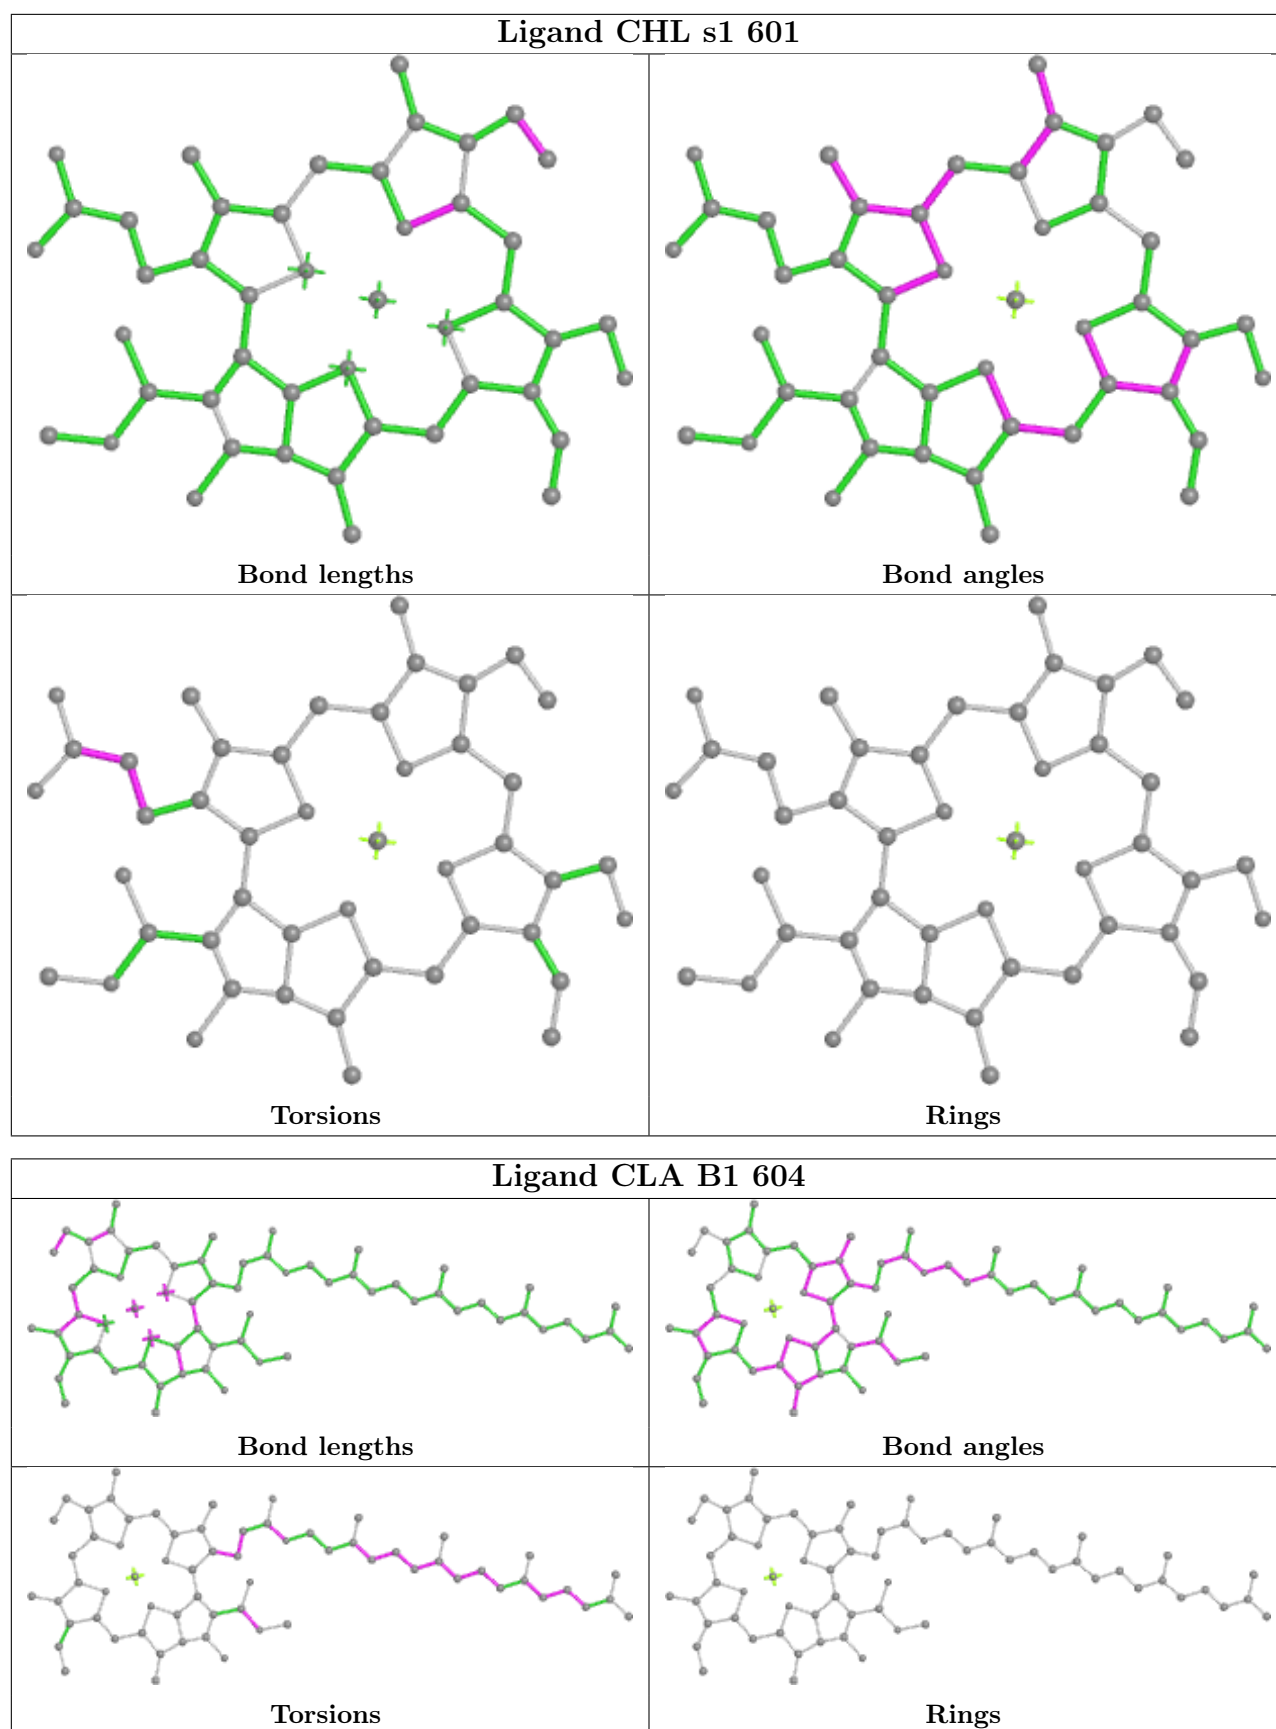 Ligand CHL s1 601
Bond lengths
Bond angles
Torsions
Rings
Ligand CLA B1 604
Bond lengths
Bond angles
Torsions
Rings